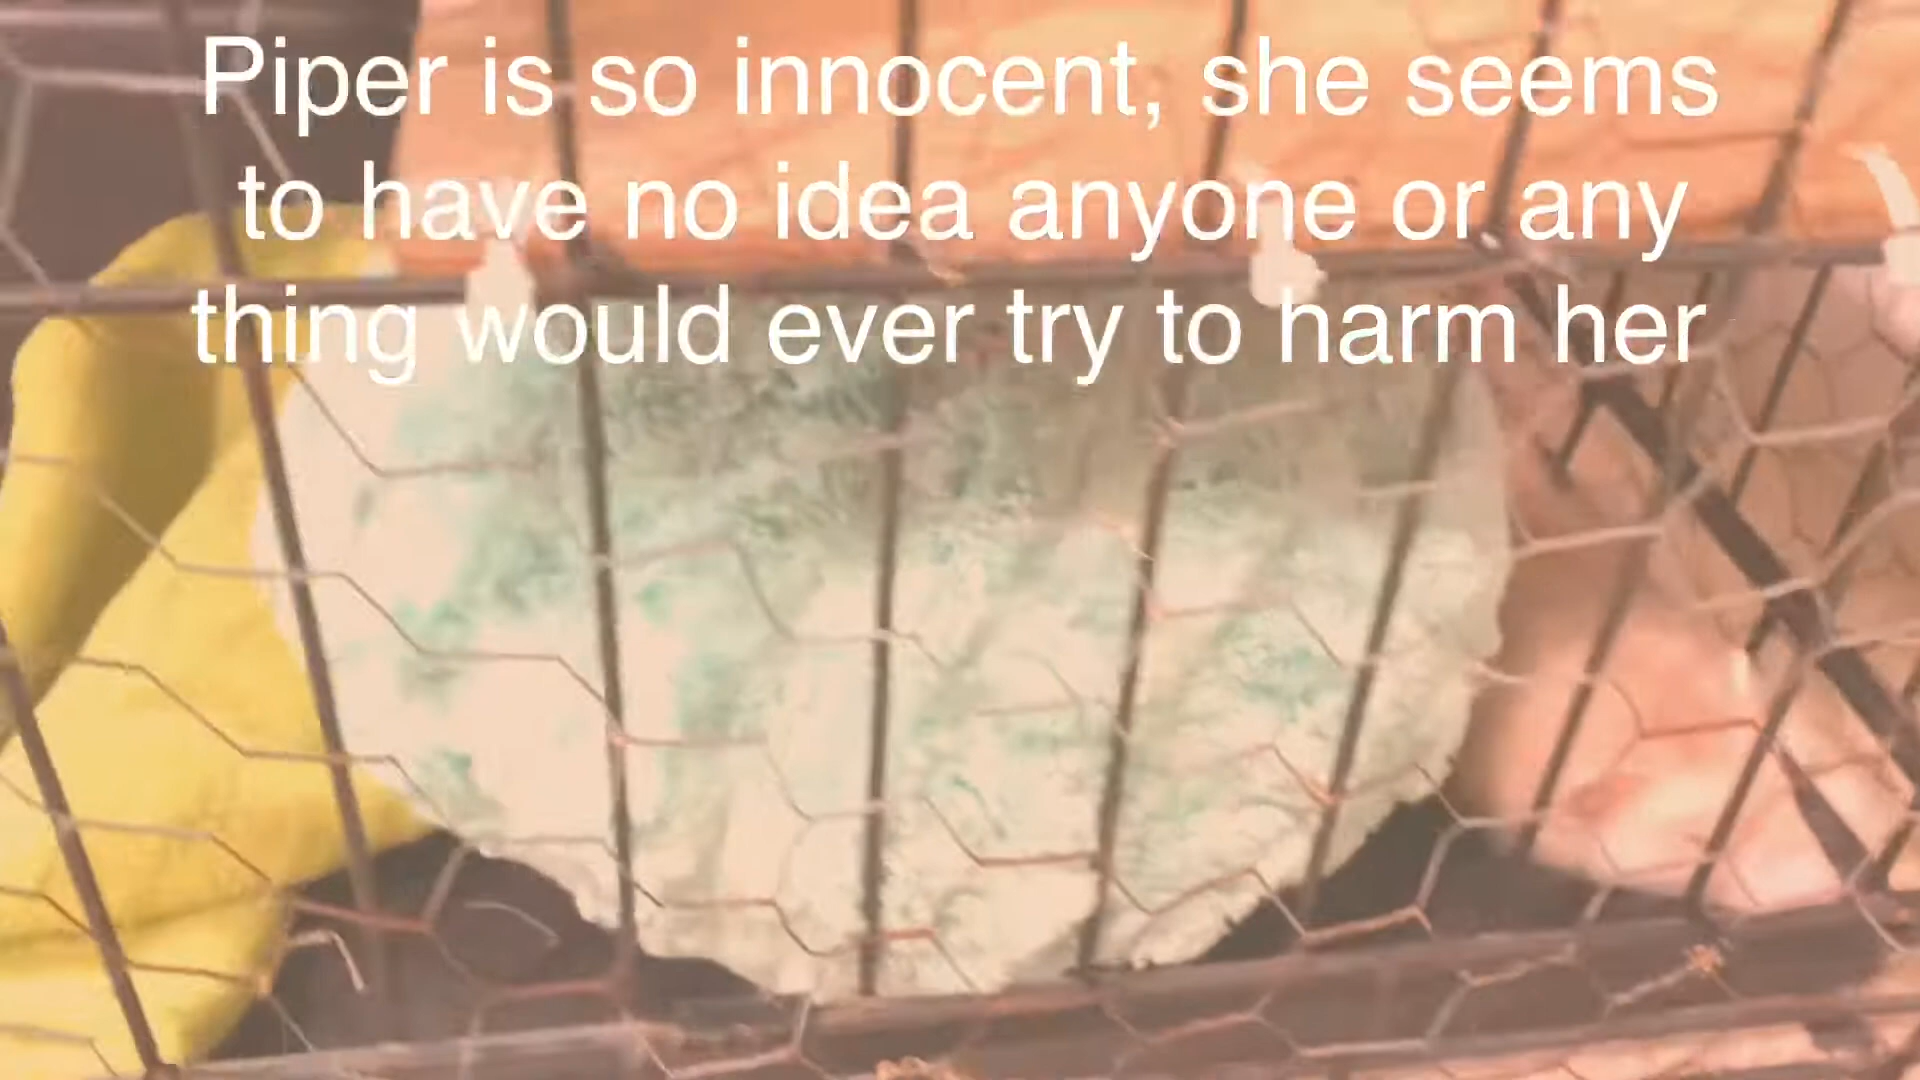 Piper is so innocent, she seems
to have no idea anyone or any
thing would ever try to harm her